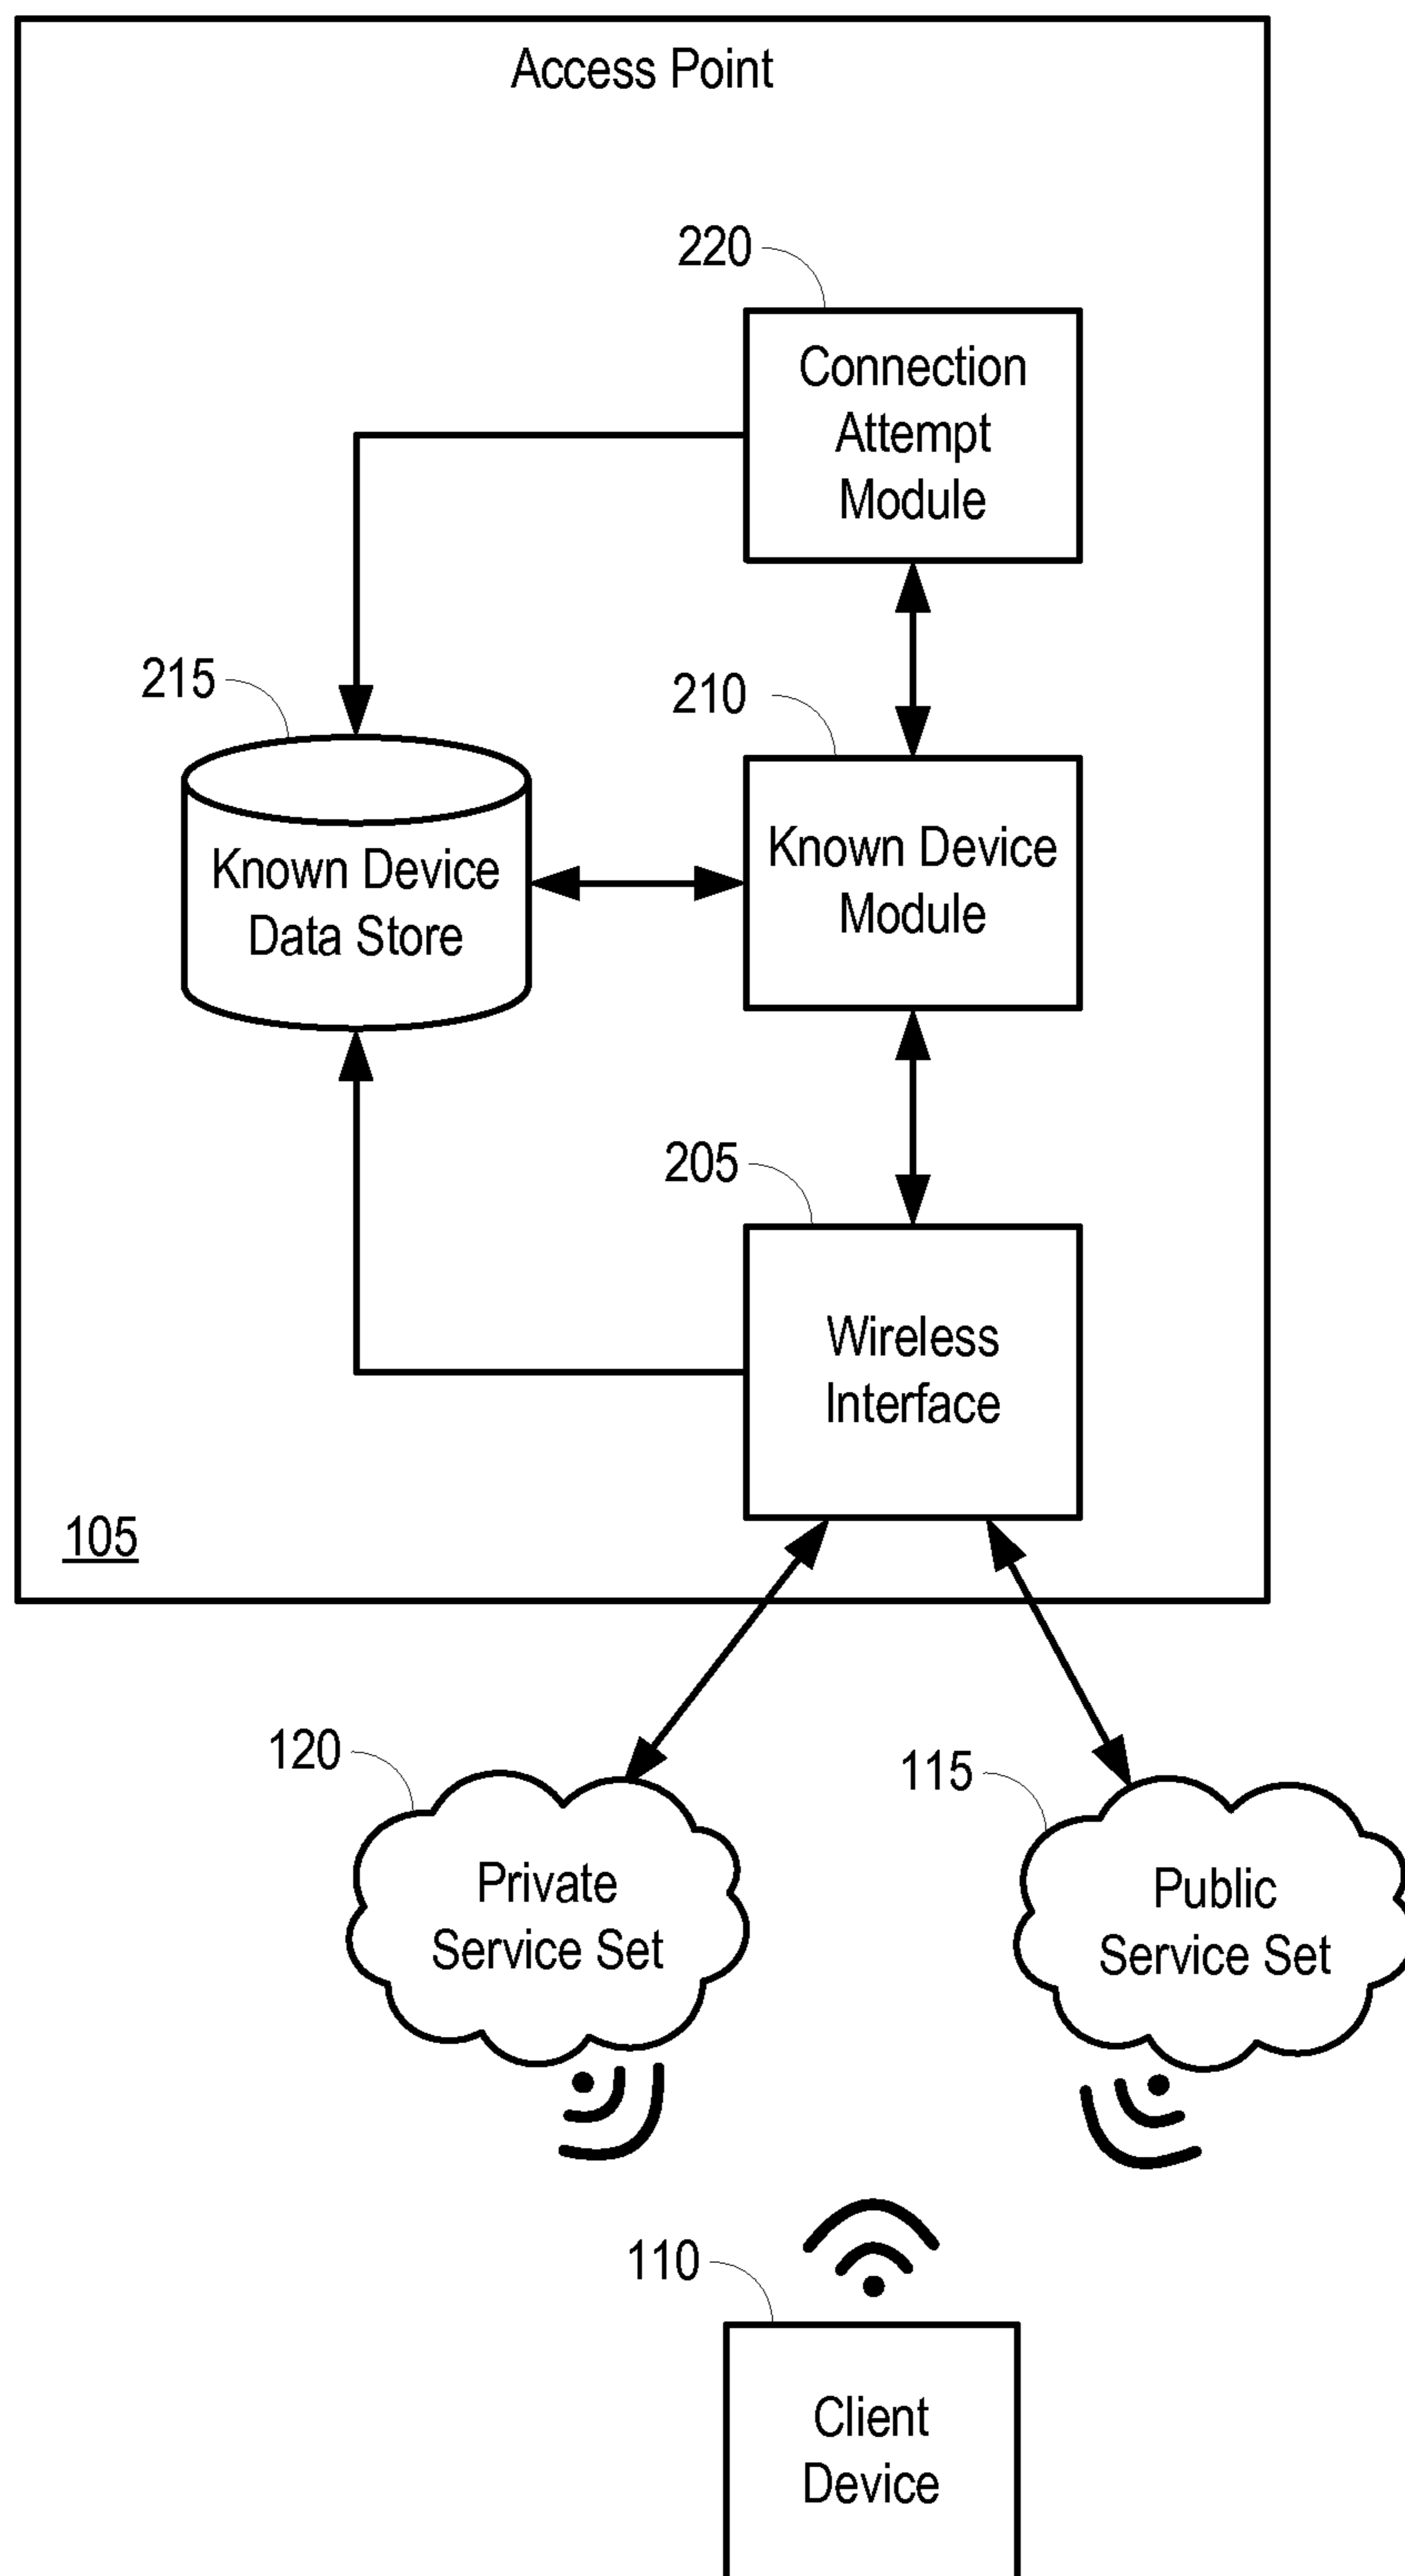 Access Point
220
Connection
Attempt
Module
215
210
Known Device
Data Store
Known Device
Module
205
Wireless
Interface
105
120
115
Private
Service Set
Public
Service Set
110
Client
Device